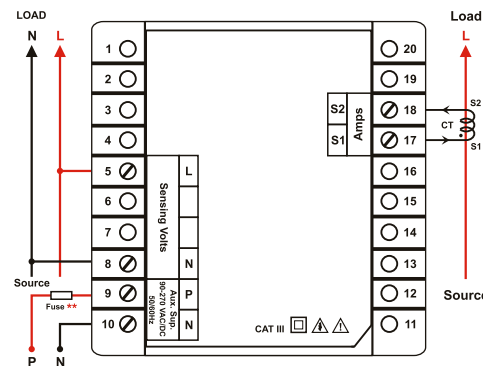 LOAD
N L
Load
L
1
2
3
4
5
6
7
8
9
10
Sensing Volts
L
N
Aux. Sup.
90-270 VAC/DC
50/60Hz
P
N
S2
S1
Amps
CAT III
20
19
18
17
16
15
14
13
12
11
S2
CT
S1
Source
Fuse **
P N
Source